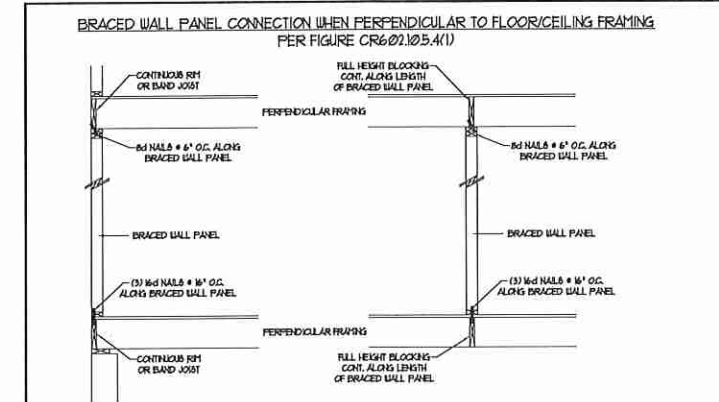 BRACED WALL PANEL CONNECTION WHEN PERPENDICULAR TO FLOOR/CEILING FRAMING
PER FIGURE CR602.10.5.4(1)
CONTINUOUS RIM
OR BAND JOIST
FULL HEIGHT BLOCKING
CONT. ALONG LENGTH
OF BRACED WALL PANEL
PERPENDICULAR FRAMING
8d NAILS @ 6" O.C. ALONG
BRACED WALL PANEL
8d NAILS @ 6" O.C. ALONG
BRACED WALL PANEL
BRACED WALL PANEL
BRACED WALL PANEL
(3) 16d NAILS @ 16" O.C.
ALONG BRACED WALL PANEL
(3) 16d NAILS @ 16" O.C.
ALONG BRACED WALL PANEL
PERPENDICULAR FRAMING
CONTINUOUS RIM
OR BAND JOIST
FULL HEIGHT BLOCKING
CONT. ALONG LENGTH
OF BRACED WALL PANEL